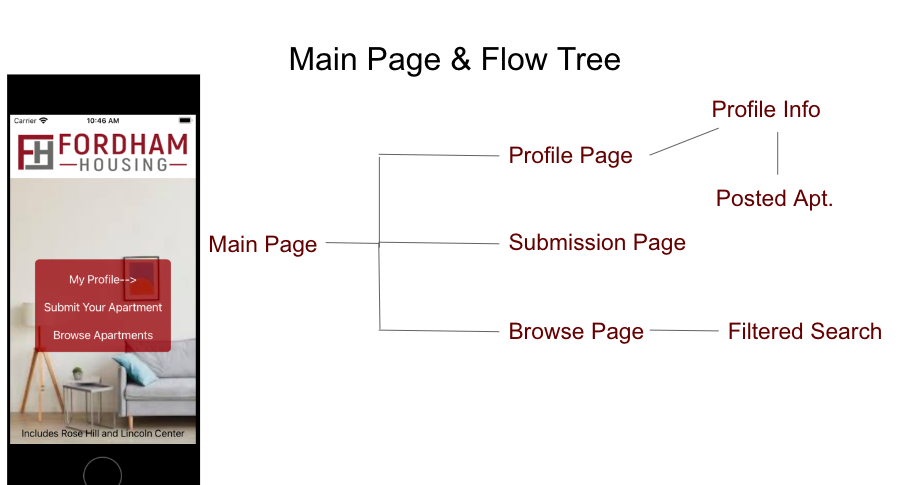 Main Page & Flow Tree
Carrier 10:46 AM
FH FORDHAM
HOUSING
My Profile-->
Submit Your Apartment
Browse Apartments
Includes Rose Hill and Lincoln Center
Main Page
Profile Page
Profile Info
Posted Apt.
Submission Page
Browse Page
Filtered Search